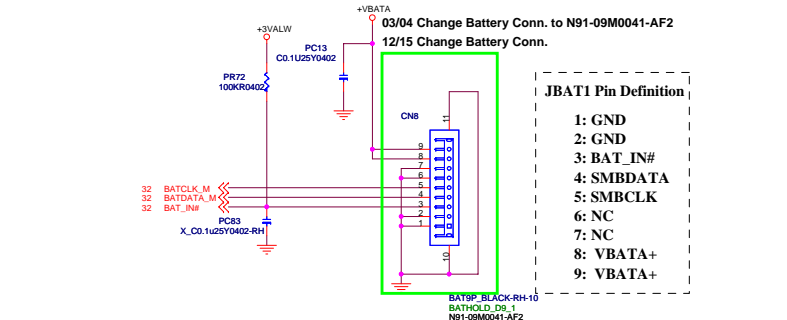 +VBATA
03/04 Change Battery Conn. to N91-09M0041-AF2
12/15 Change Battery Conn.
+3VALW
PC13
C0.1U25Y0402
PR72
100KR0402
CN8
11
9
8
7
6
5
4
3
2
1
10
32 BATCLK_M
32 BATDATA_M
32 BAT_IN#
PC83
X_C0.1u25Y0402-RH
BAT9P_BLACK-RH-10
BATHOLD_D9_1
N91-09M0041-AF2
JBAT1 Pin Definition
1: GND
2: GND
3: BAT_IN#
4: SMBDATA
5: SMBCLK
6: NC
7: NC
8: VBATA+
9: VBATA+